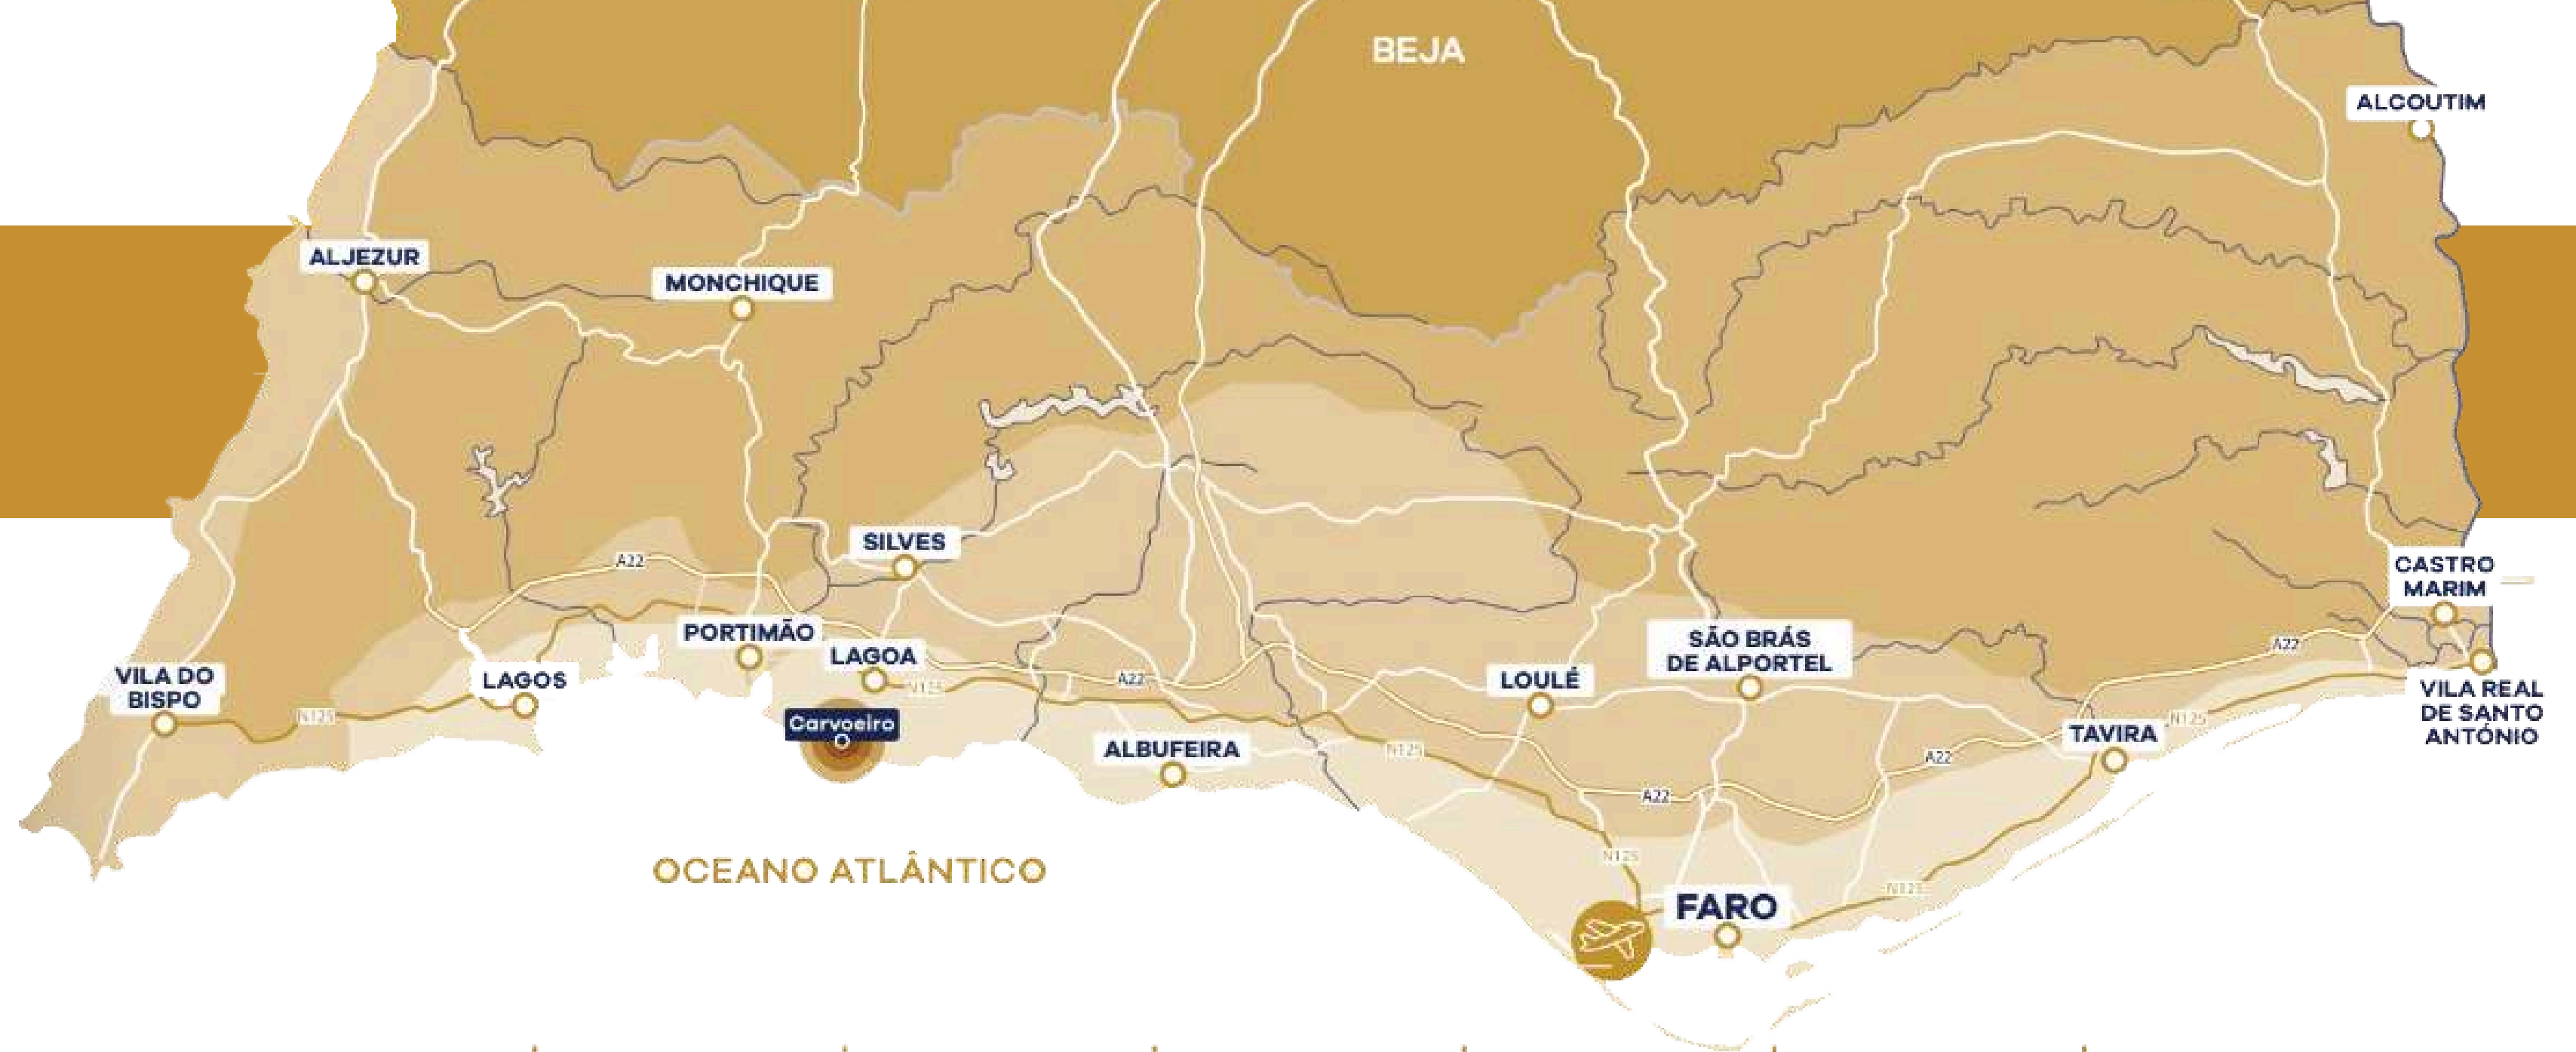 BEJA
ALCOUTIM
ALJEZUR
MONCHIQUE
SILVES
A22
CASTRO
MARIM
PORTIMÃO
SÃO BRÁS
DE ALPORTEL
A22
LAGOA
VILA DO
BISPO
LAGOS
LOULÉ
A22
N125
VILA REAL
DE SANTO
ANTÓNIO
N125
N125
Carvoeiro
TAVIRA
ALBUFEIRA
N125
A22
A22
N125
OCEANO ATLÂNTICO
N125
FARO